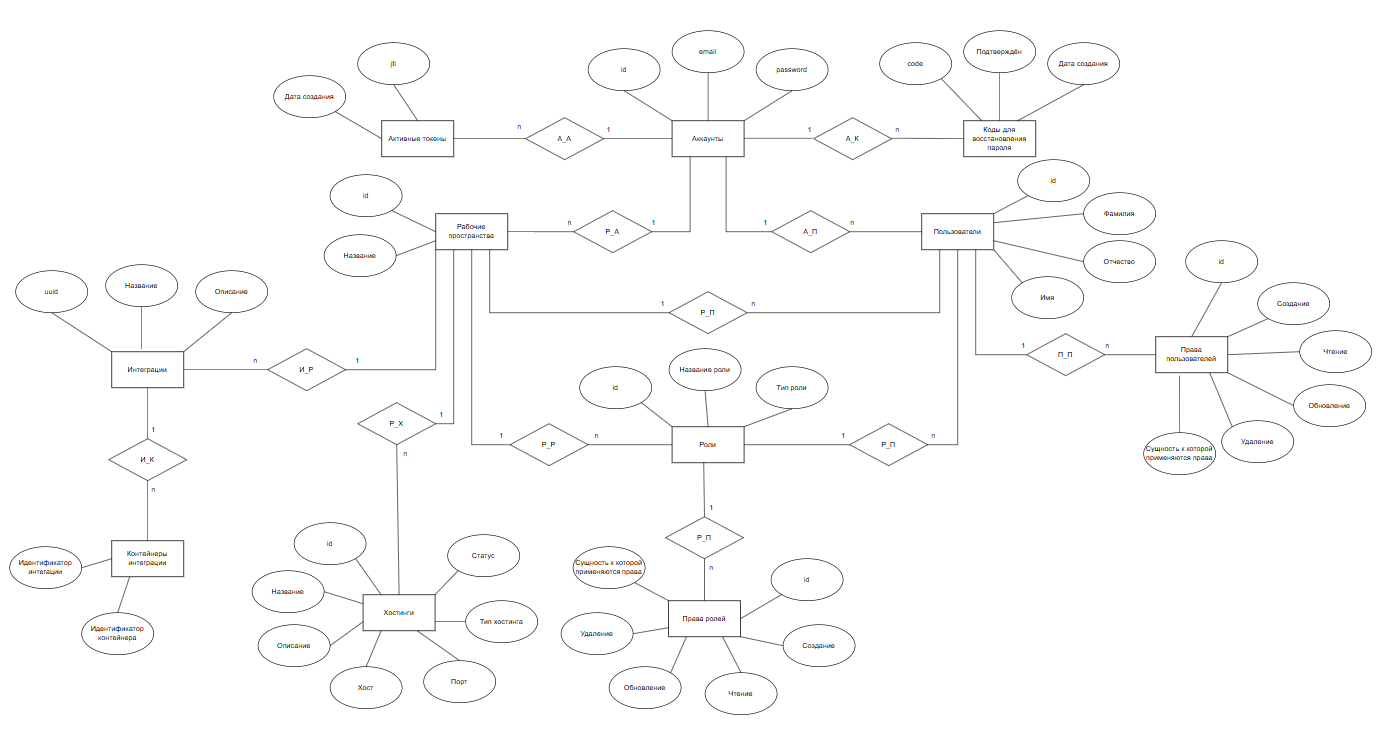 email
jti
id
password
code
Подтверждён
Дата создания
Дата создания
Активные токены
n
А_А
1
Аккаунты
1
А_К
n
Коды для
восстановления
пароля
id
id
Фамилия
Рабочие
пространства
n
Р_А
1
1
А_П
n
Пользователи
Название
Отчество
id
uuid
Название
Описание
Имя
Создание
1
Р_П
n
Интеграции
n
И_Р
1
1
П_П
n
Права
пользователей
Чтение
id
Название роли
Тип роли
Обновление
Р_Х
1
n
1
Р_Р
n
Роли
1
Р_П
n
Сущность к которой
применяются права
Удаление
1
И_К
n
1
Р_П
n
Контейнеры
интеграции
Идентификатор
интегации
Идентификатор
контейнера
id
Статус
Название
Хостинги
Тип хостинга
Описание
Хост
Порт
Сущность к которой
применяются права
id
Права ролей
Удаление
Создание
Обновление
Чтение